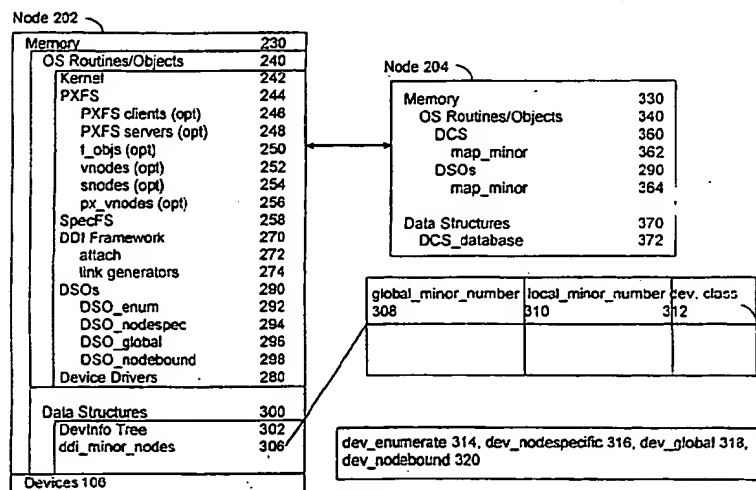 Node 202
Memory 230
OS Routines/Objects 240
Kernel 242
PXFS 244
PXFS clients (opt) 246
PXFS servers (opt) 248
f_objs (opt) 250
vnodes (opt) 252
snodes (opt) 254
px_vnodes (opt) 256
SpecFS 258
DDI Framework 270
attach 272
link generators 274
DSOs 290
DSO_enum 292
DSO_nodespec 294
DSO_global 296
DSO_nodebound 298
Device Drivers 280
Data Structures 300
DevInfo Tree 302
ddi_minor_nodes 306
Devices 106
Node 204
Memory 330
OS Routines/Objects 340
DCS 360
map_minor 362
DSOs 290
map_minor 364
Data Structures 370
DCS_database 372
global_minor_number local_minor_number dev. class
308 310 312
dev_enumerate 314, dev_nodespecific 316, dev_global 318,
dev_nodebound 320